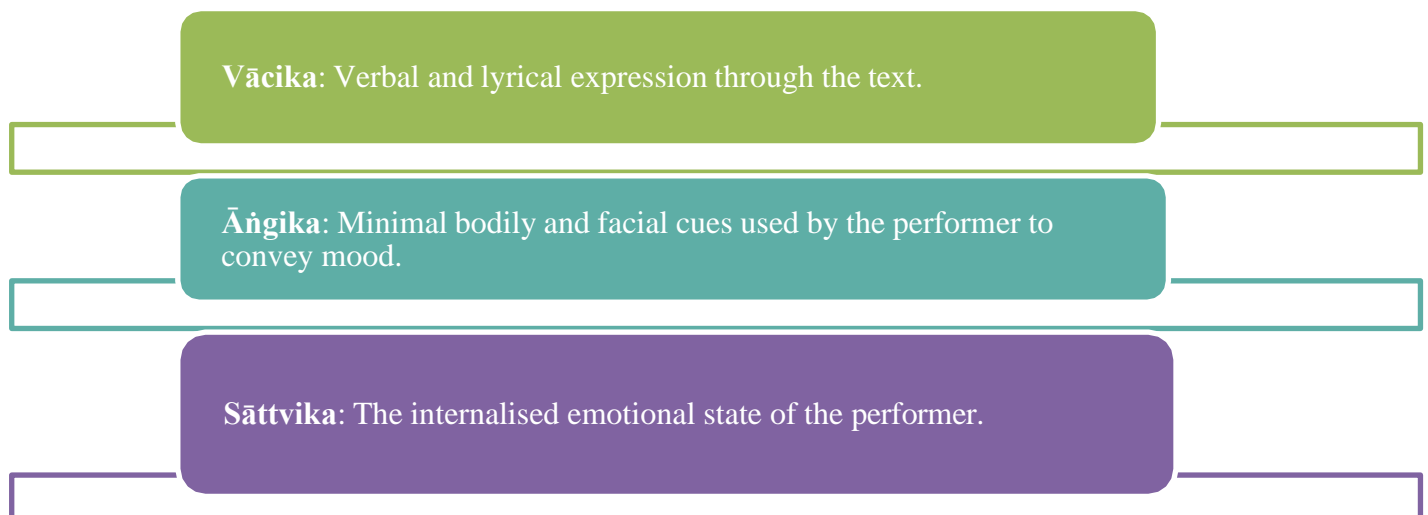 Vācika: Verbal and lyrical expression through the text.
Āṅgika: Minimal bodily and facial cues used by the performer to
convey mood.
Sāttvika: The internalised emotional state of the performer.